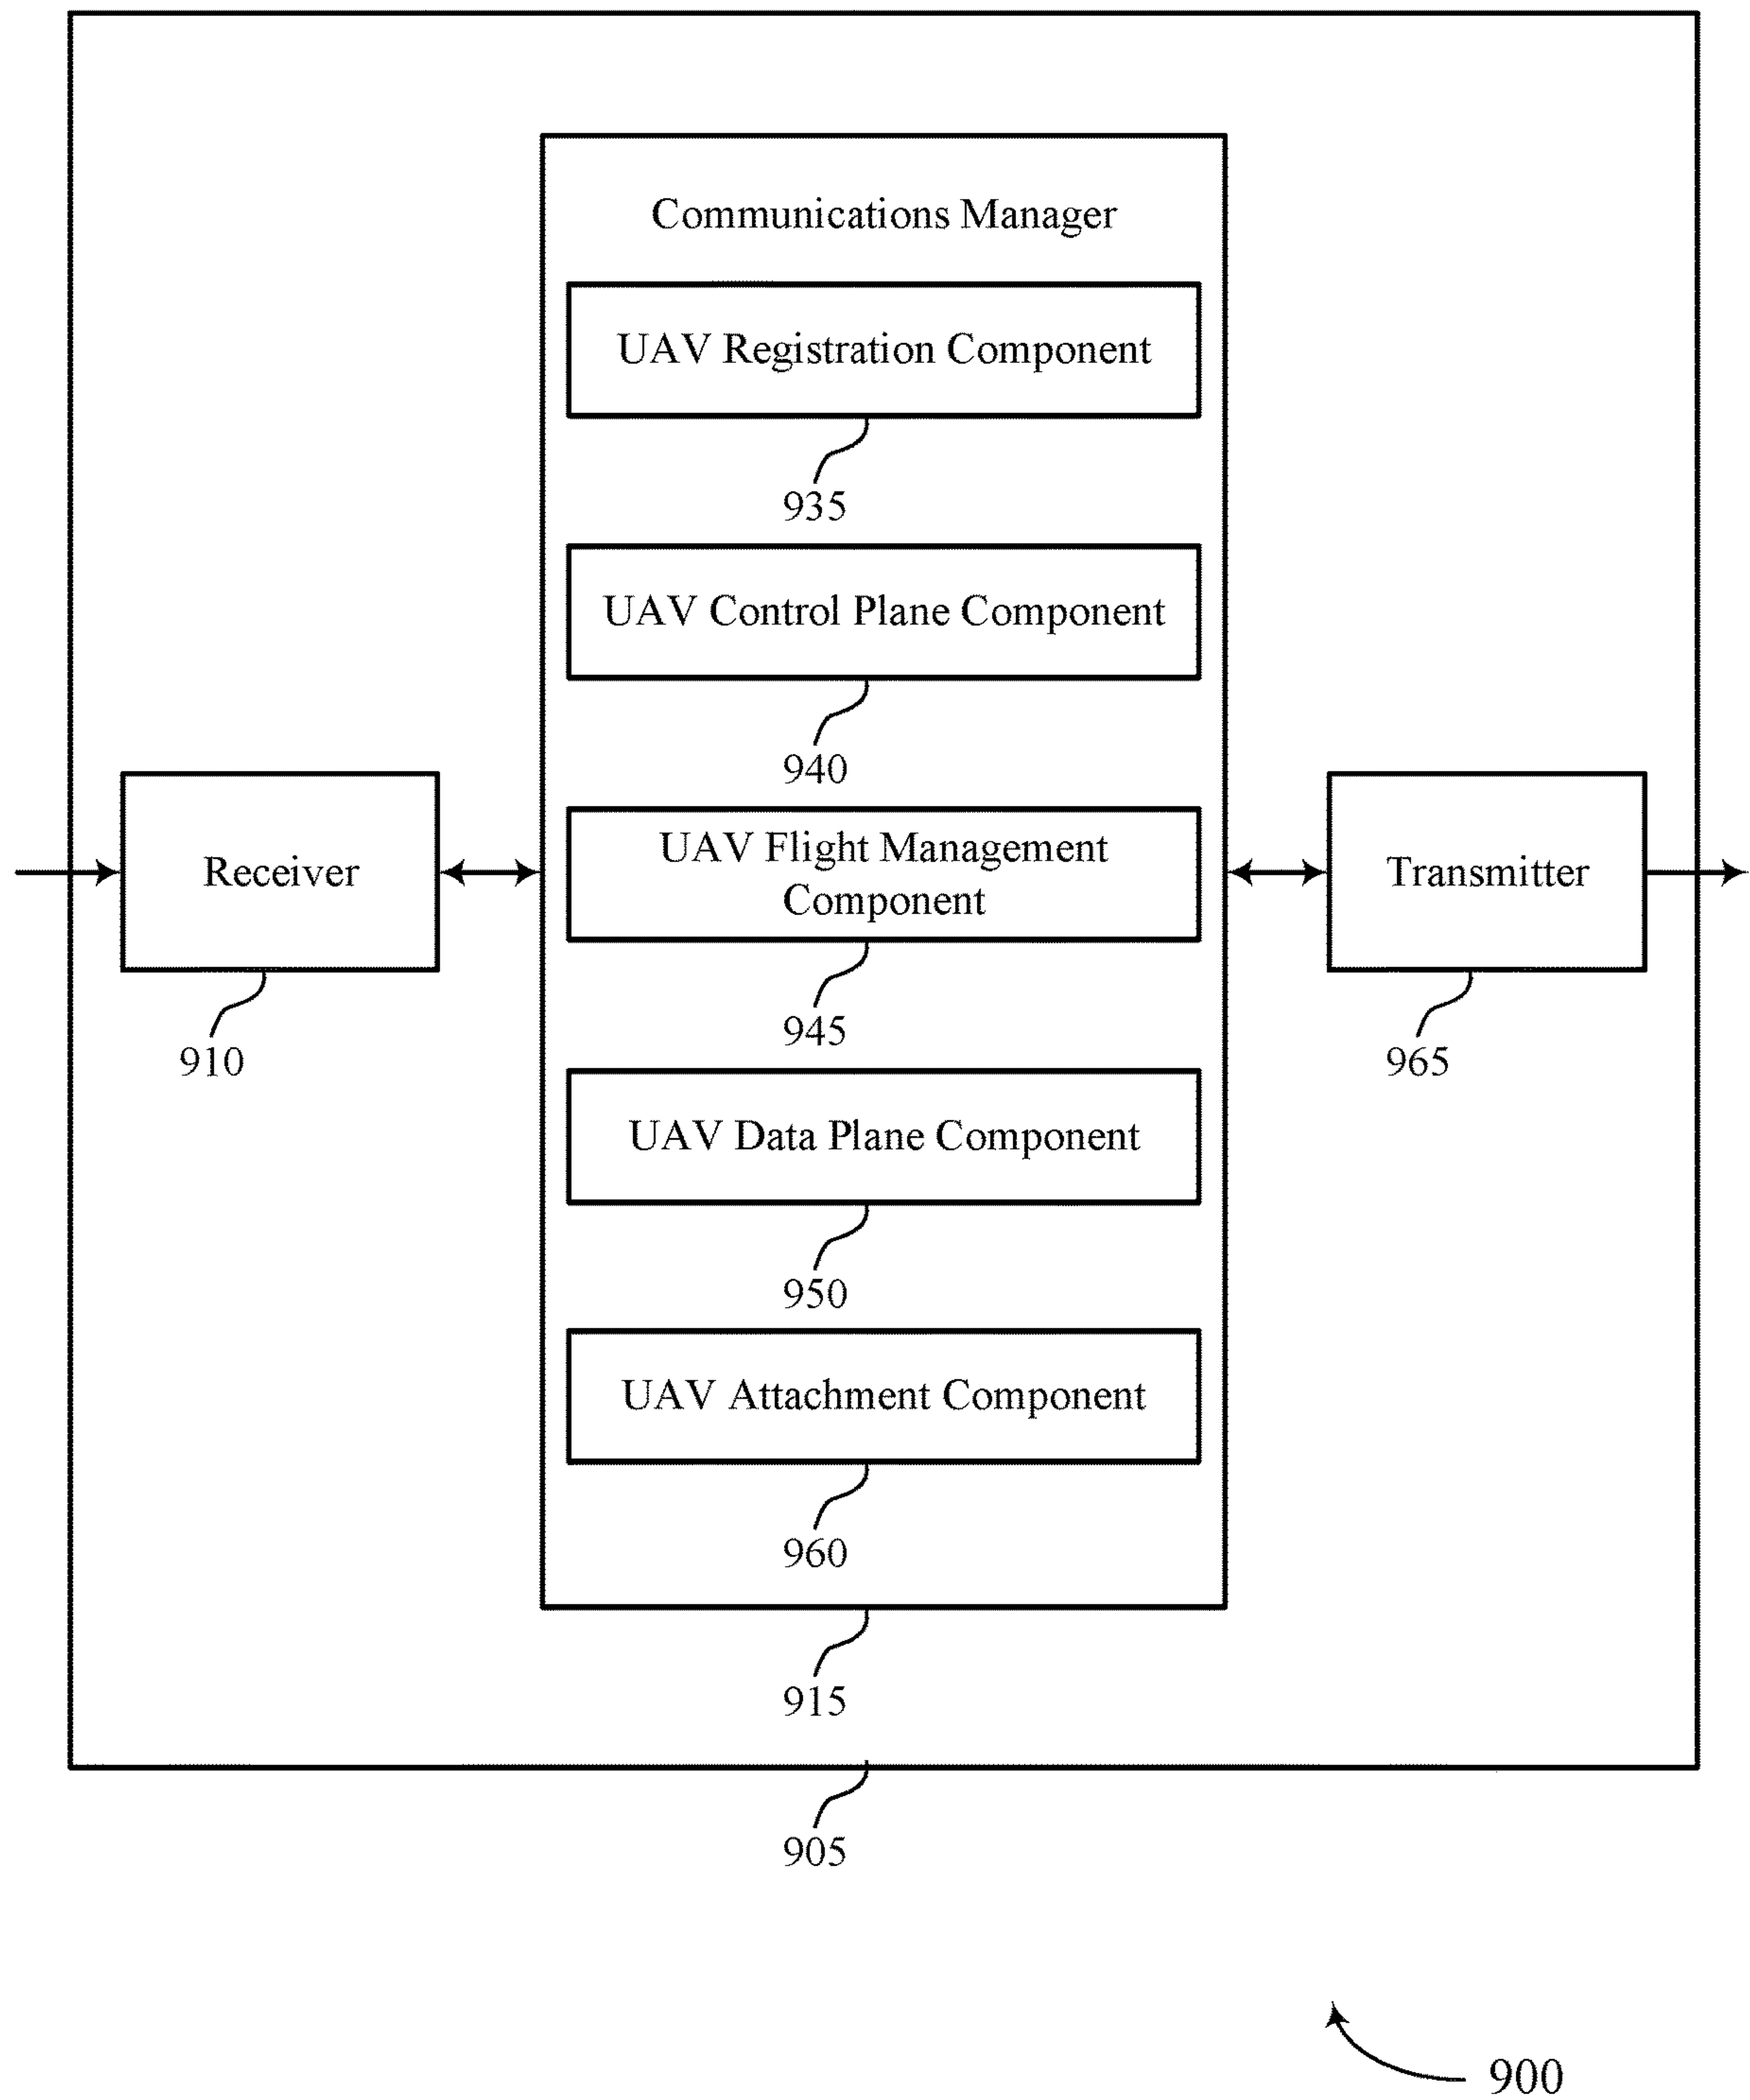 Communications Manager
UAV Registration Component
935
UAV Control Plane Component
940
UAV Flight Management
Component
945
Receiver
910
Transmitter
965
UAV Data Plane Component
950
UAV Attachment Component
960
915
905
900